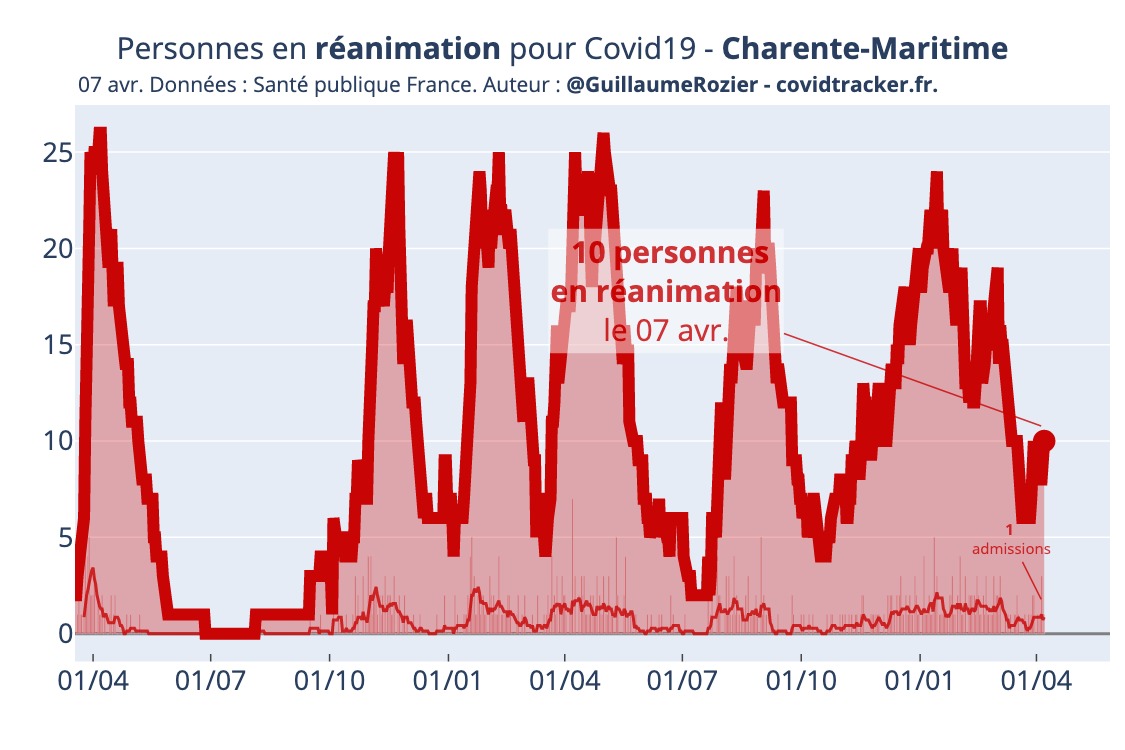 Personnes en réanimation pour Covid19 - Charente-Maritime
07 avr. Données : Santé publique France. Auteur : @GuillaumeRozier - covidtracker.fr.
25
20
15
10
5
0
10 personnes
en réanimation
le 07 avr.
1
admissions
01/04 01/07 01/10 01/01 01/04 01/07 01/10 01/01 01/04